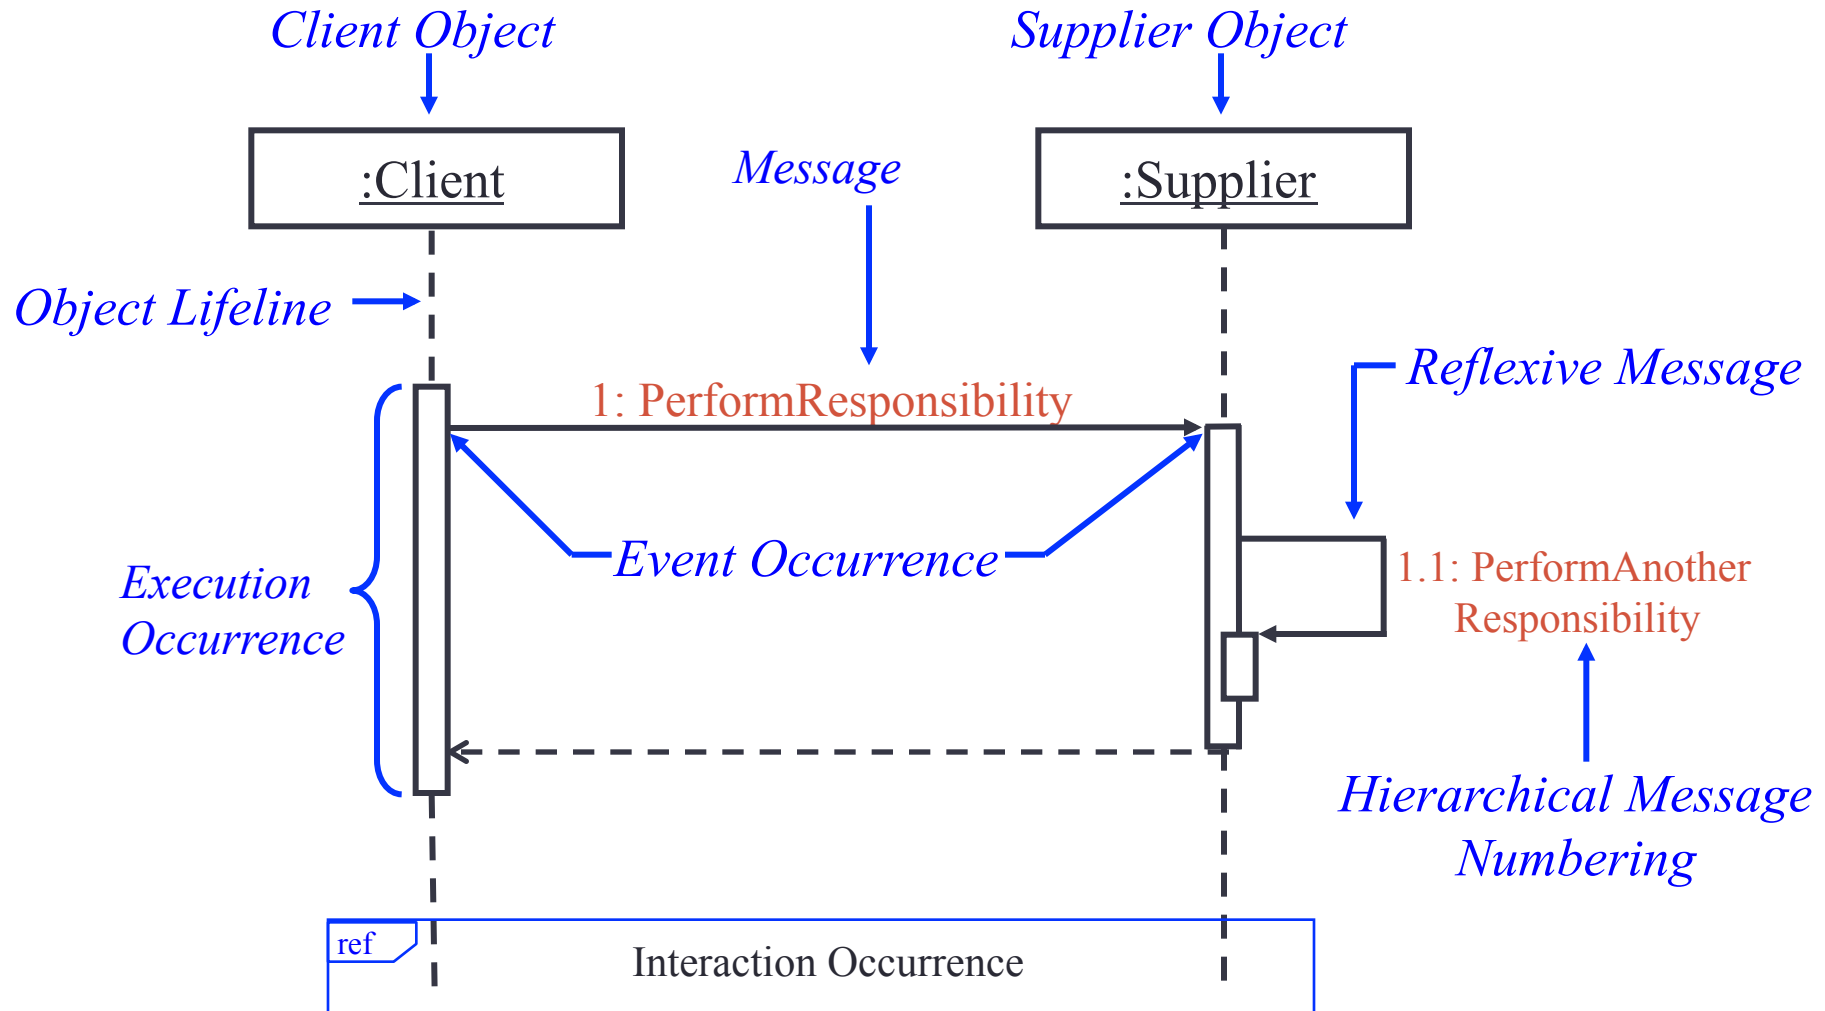 Client Object
Supplier Object
:Client
Message
:Supplier
Object Lifeline
Reflexive Message
1: PerformResponsibility
Event Occurrence
1.1: PerformAnother
Responsibility
Execution
Occurrence
Hierarchical Message
Numbering
ref
Interaction Occurrence